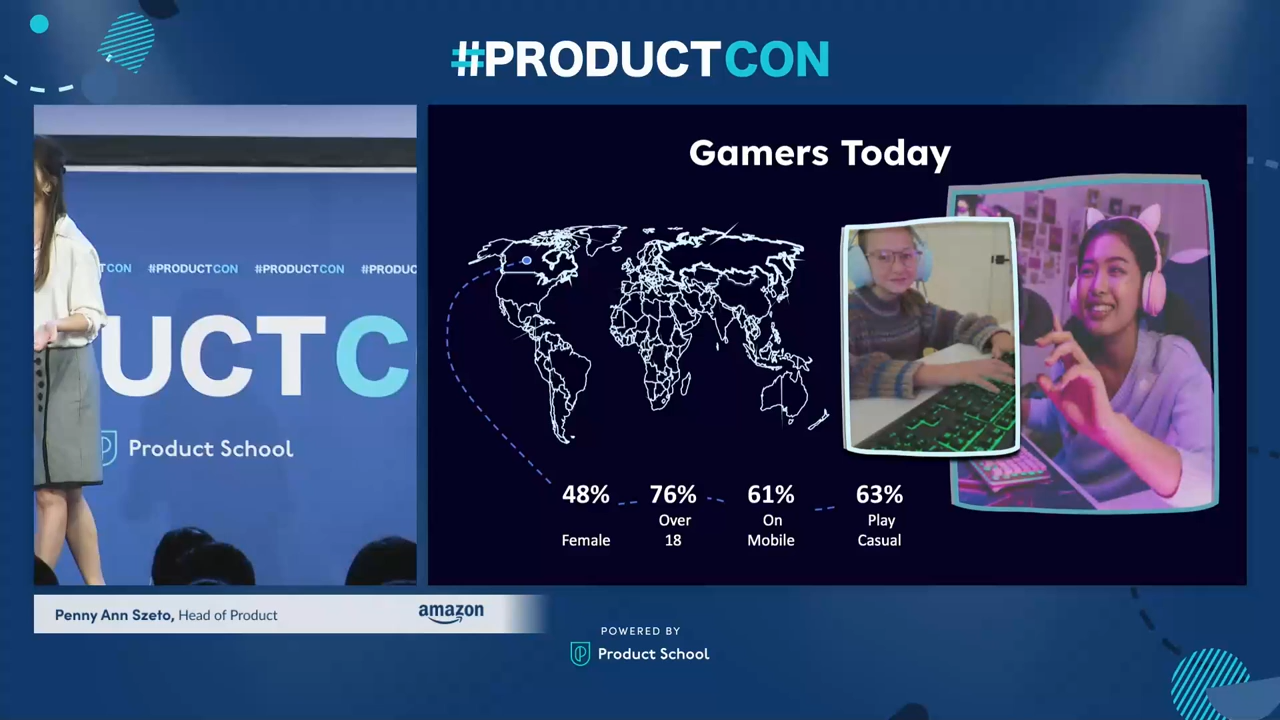 #PRODUCTCON
Gamers Today
TCON #PRODUCTCON #PRODUCTCON #PRODUC
UCTC
Product School
48% 76% 61% 63%
Over On Play
Female 18 Mobile Casual
Penny Ann Szeto, Head of Product
amazon
POWERED BY
Product School